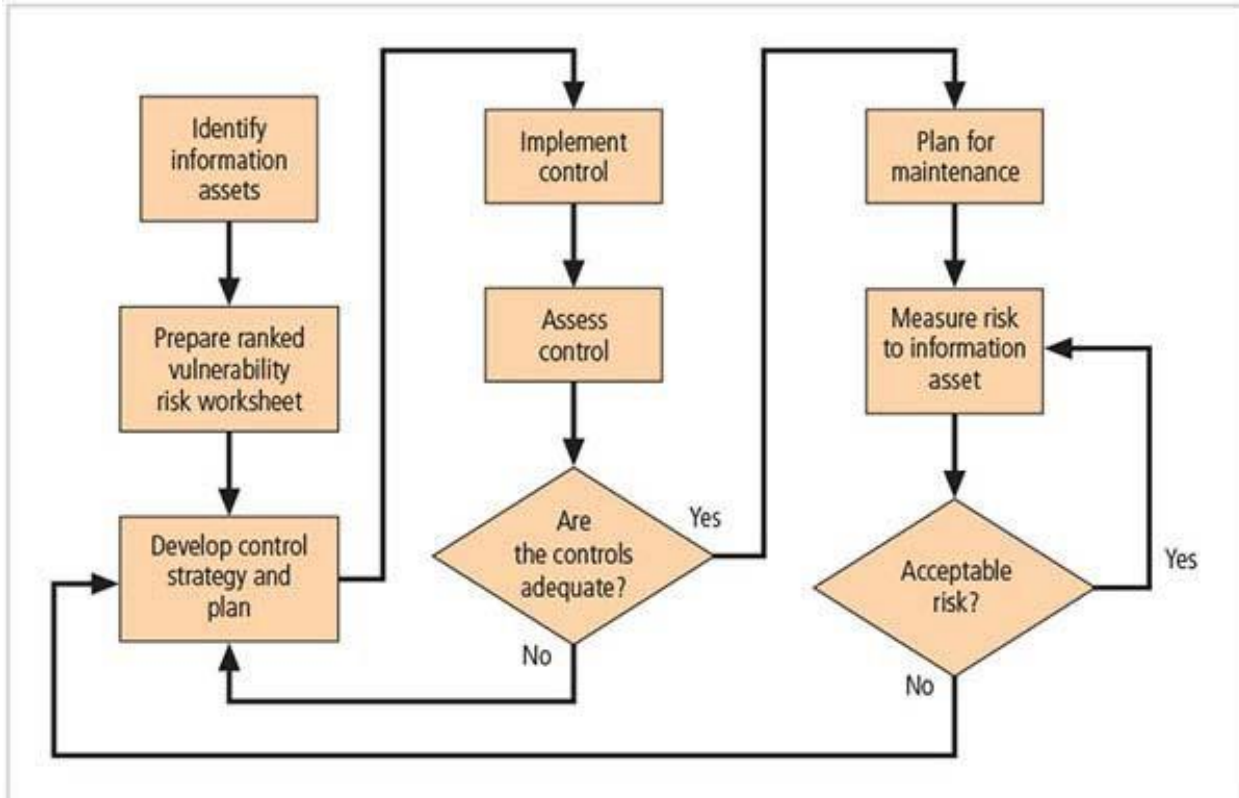 Identify
information
assets
Prepare ranked
vulnerability
risk worksheet
Develop control
strategy and
plan
Implement
control
Assess
control
Are
the controls
adequate?
Yes
No
Plan for
maintenance
Measure risk
to information
asset
Acceptable
risk?
Yes
No